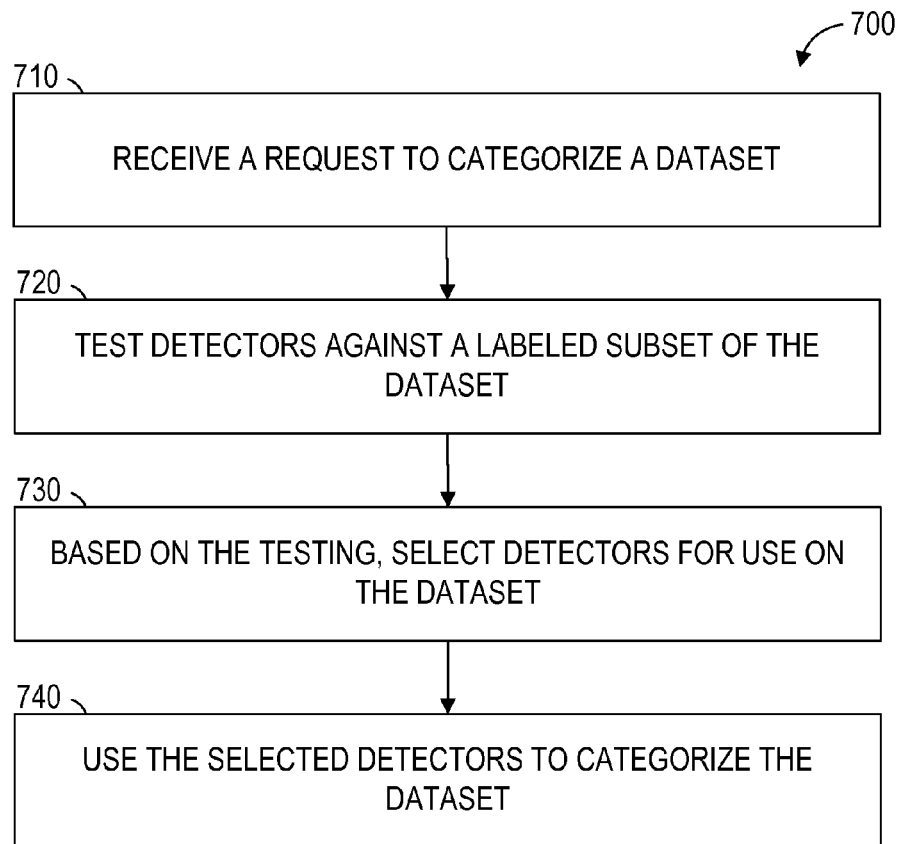 700
710
RECEIVE A REQUEST TO CATEGORIZE A DATASET
720
TEST DETECTORS AGAINST A LABELED SUBSET OF THE
DATASET
730
BASED ON THE TESTING, SELECT DETECTORS FOR USE ON
THE DATASET
740
USE THE SELECTED DETECTORS TO CATEGORIZE THE
DATASET